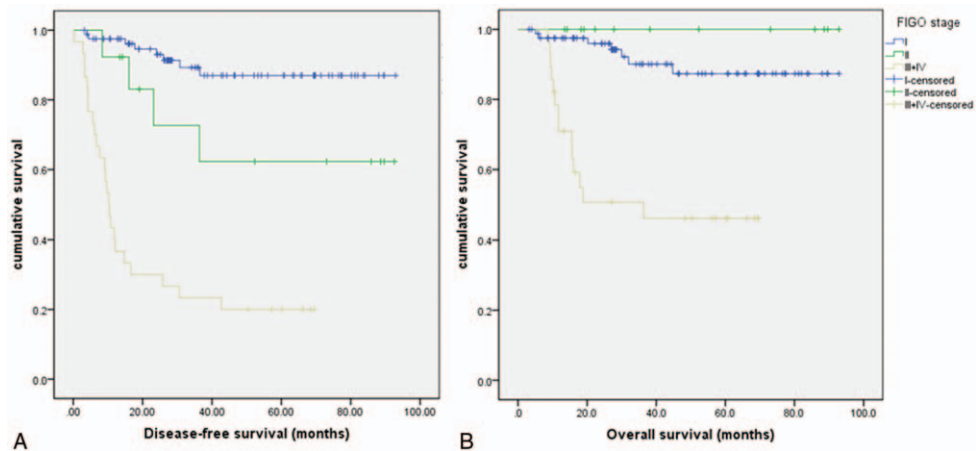 1.0
0.8
0.6
0.4
0.2
0.0
cumulative survival
.00 20.00 40.00 60.00 80.00 100.00
Disease-free survival (months)
A
1.0
0.8
0.6
0.4
0.2
0.0
cumulative survival
.0 20.0 40.0 60.0 80.0 100.0
Overall survival (months)
B
FIGO stage
I
II
III+IV
I-censored
II-censored
III+IV-censored